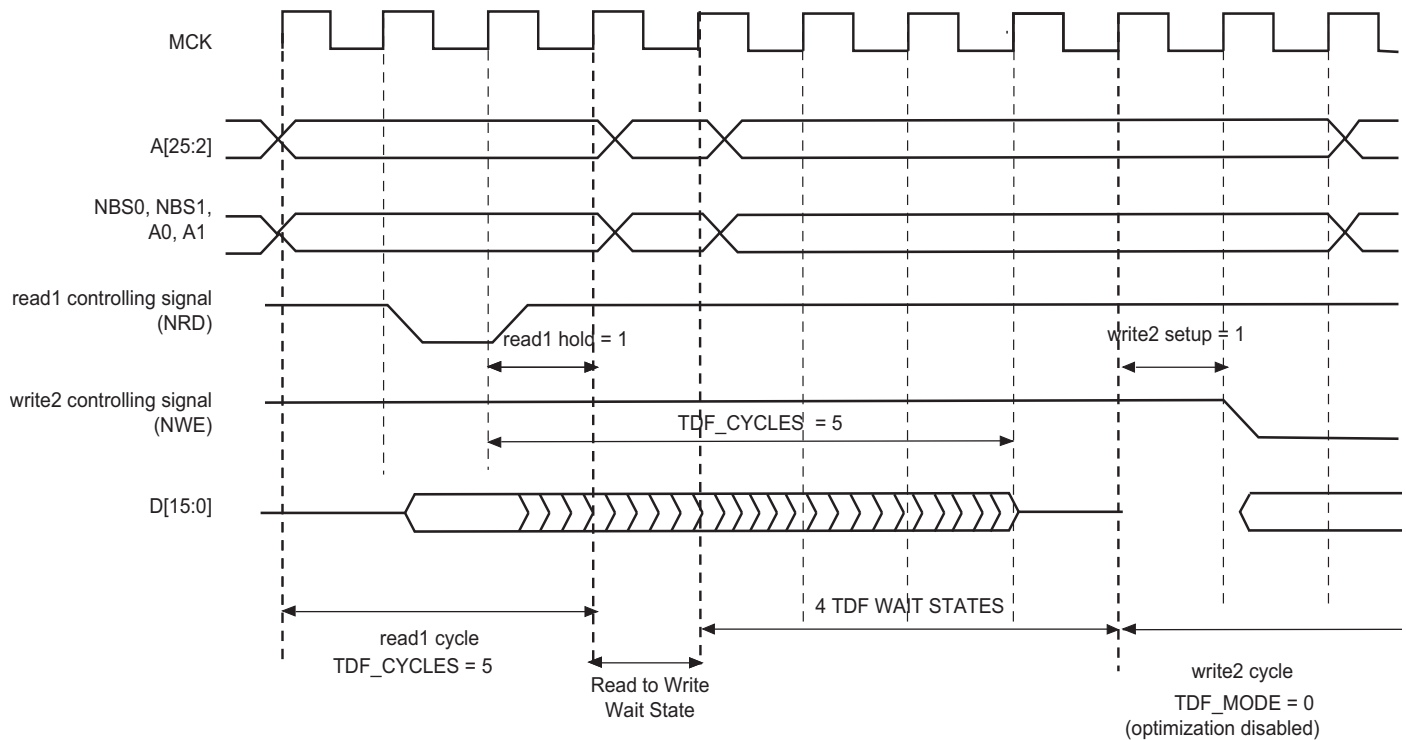 MCK
A[25:2]
NBS0, NBS1,
A0, A1
read1 controlling signal
(NRD)
read1 hold = 1
write2 setup = 1
write2 controlling signal
(NWE)
TDF_CYCLES = 5
D[15:0]
4 TDF WAIT STATES
read1 cycle
TDF_CYCLES = 5
Read to Write
Wait State
write2 cycle
TDF_MODE = 0
(optimization disabled)